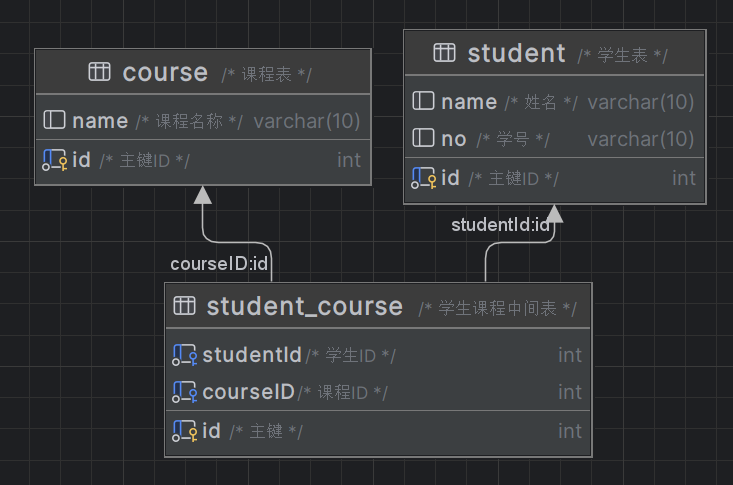 course /* 课程表 */
name /* 课程名称 */ varchar(10)
id /* 主键ID */ int
student /* 学生表 */
name /* 姓名 */ varchar(10)
no /* 学号 */ varchar(10)
id /* 主键ID */ int
courseID:id
studentId:id
student_course /* 学生课程中间表 */
studentId /* 学生ID */ int
courseID /* 课程ID */ int
id /* 主键 */ int